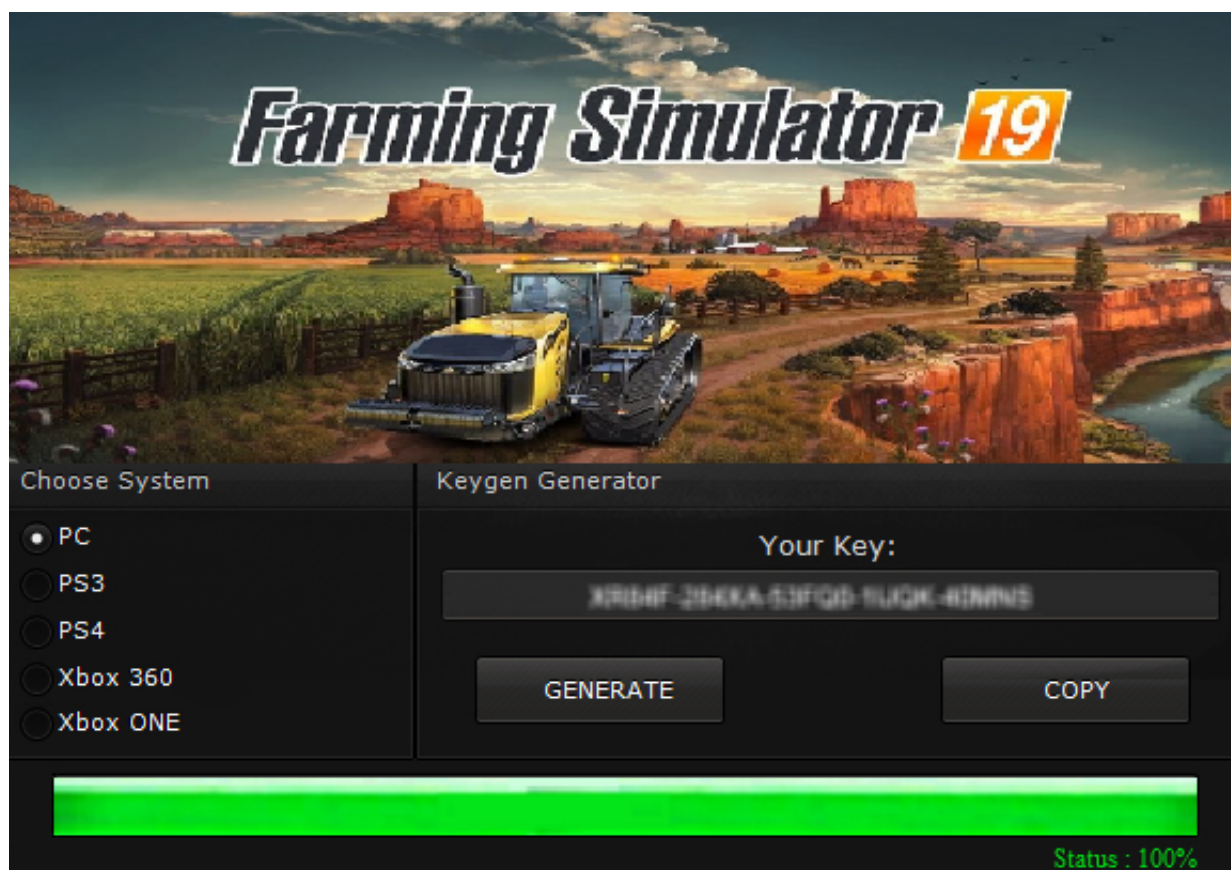 Farming Simulator 19
Choose System
Keygen Generator
PC
PS3
PS4
Xbox 360
Xbox ONE
Your Key:
GENERATE
COPY
Status : 100%